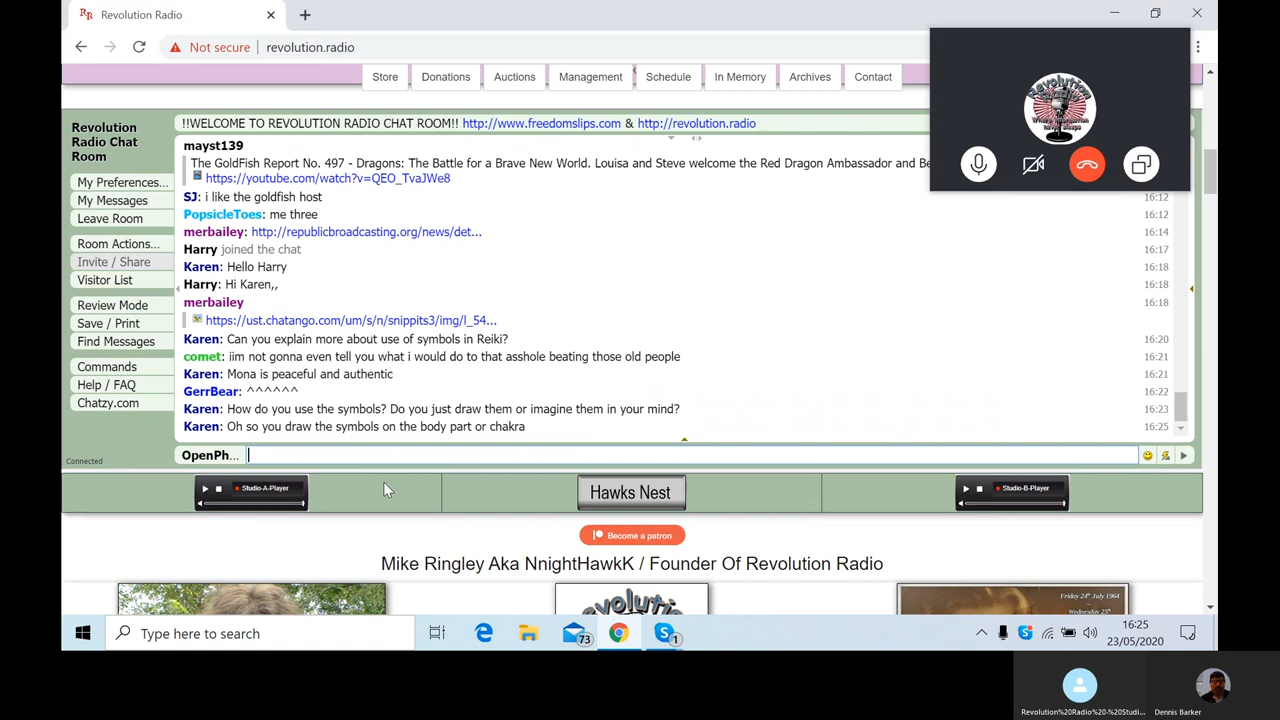 Revolution Radio
Not secure
revolution.radio
Store
Donations
Auctions
Management
Schedule
In Memory
Archives
Contact
Revolution
Radio Chat
Room
My Preferences...
My Messages
Leave Room
Room Actions...
Invite / Share
Visitor List
Review Mode
Save / Print
Find Messages
Commands
Help / FAQ
Chatzy.com
Connected
!!WELCOME TO REVOLUTION RADIO CHAT ROOM!! http://www.freedomslips.com & http://revolution.radio
mayst139
The GoldFish Report No. 497 - Dragons: The Battle for a Brave New World. Louisa and Steve welcome the Red Dragon Ambassador and Be
https://youtube.com/watch?v=QEO_TvaJWe8
SJ: i like the goldfish host 16:12
PopsicleToes: me three 16:12
merbailey: http://republicbroadcasting.org/news/det... 16:14
Harry joined the chat 16:17
Karen: Hello Harry 16:18
Harry: Hi Karen,, 16:18
merbailey 16:18
https://ust.chatango.com/um/s/n/snippits3/img/l_54...
Karen: Can you explain more about use of symbols in Reiki? 16:20
comet: iim not gonna even tell you what i would do to that asshole beating those old people 16:21
Karen: Mona is peaceful and authentic 16:21
GerrBear: ^^^^^^ 16:22
Karen: How do you use the symbols? Do you just draw them or imagine them in your mind? 16:23
Karen: Oh so you draw the symbols on the body part or chakra 16:25
OpenPh...
Studio-A-Player
Hawks Nest
Studio-B-Player
Become a patron
Mike Ringley Aka NnightHawkK / Founder Of Revolution Radio
Friday 24th July 1964
Type here to search
73
1
16:25
23/05/2020
Revolution%20Radio%20-%20Studi...
Dennis Barker